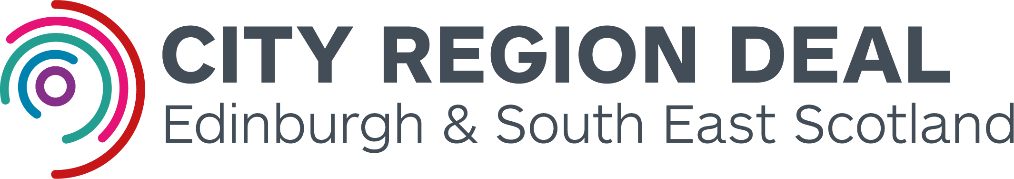 CITY REGION DEAL
Edinburgh & South East Scotland